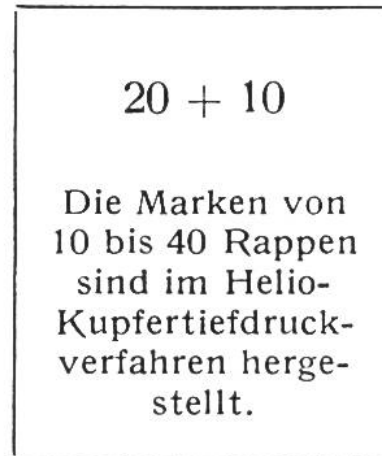 20 + 10
Die Marken von
10 bis 40 Rappen
sind im Helio-
Kupfertiefdruck-
verfahren herge-
stellt.